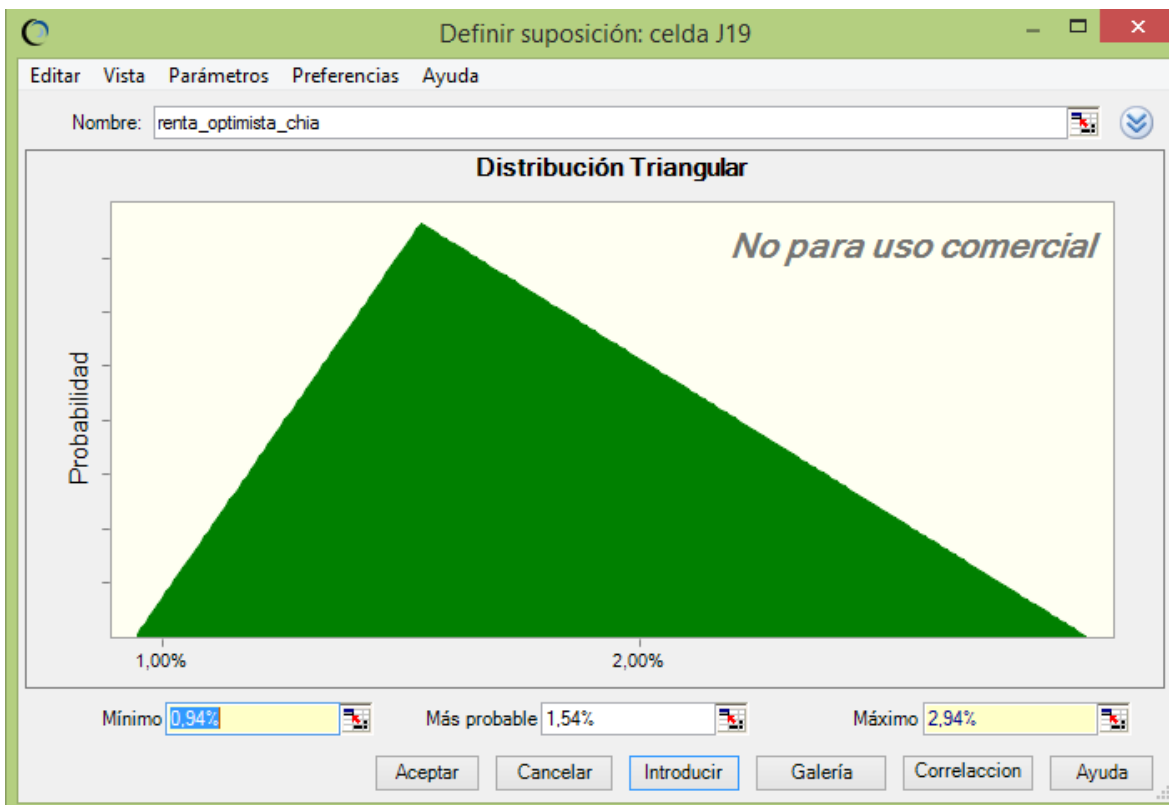 Definir suposición: celda J19
Editar Vista Parámetros Preferencias Ayuda
Nombre: renta_optimista_chia
Distribución Triangular
No para uso comercial
Probabilidad
1,00% 2,00%
Mínimo 0,94% Más probable 1,54% Máximo 2,94%
Aceptar Cancelar Introducir Galería Correlaccion Ayuda